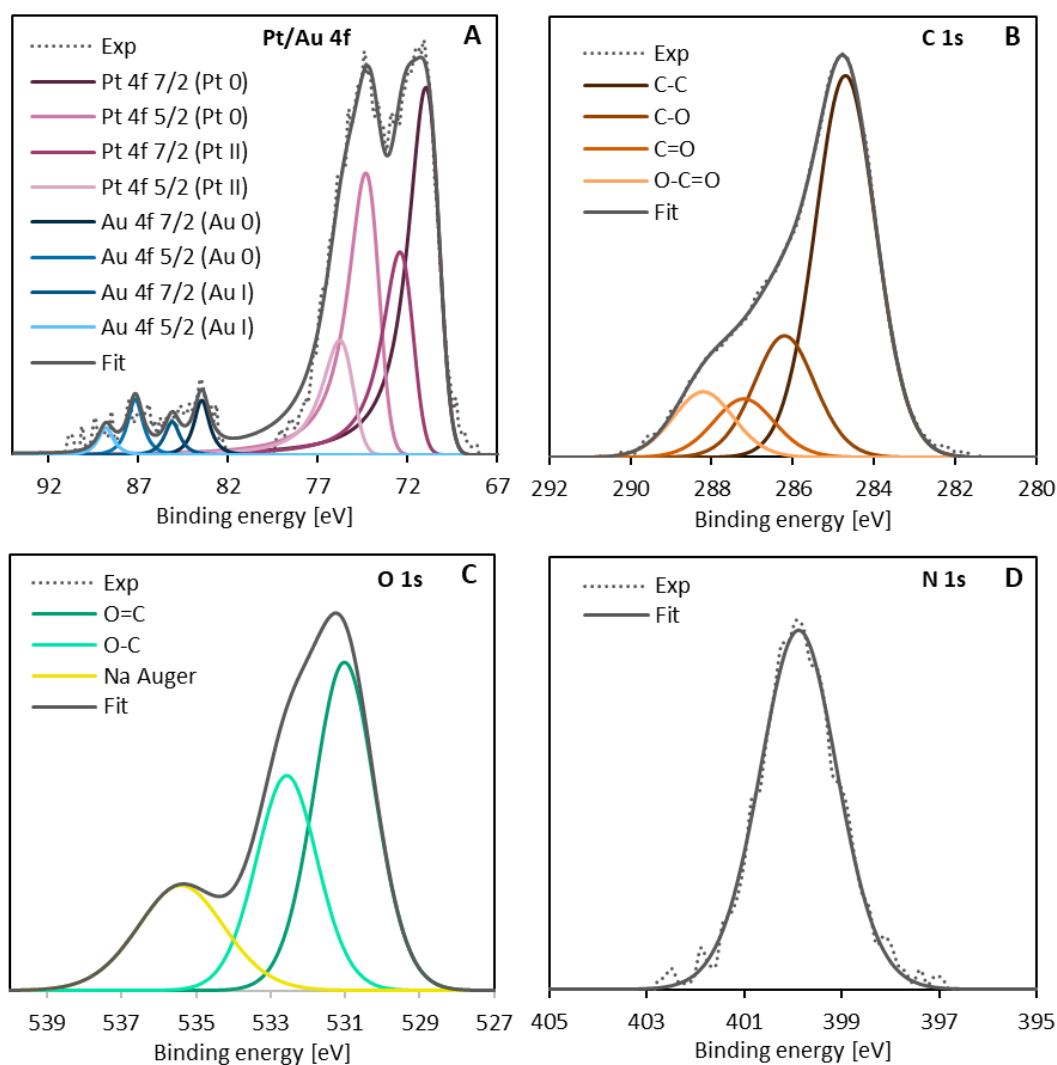 Pt/Au 4f
A
Exp
Pt 4f 7/2 (Pt 0)
Pt 4f 5/2 (Pt 0)
Pt 4f 7/2 (Pt II)
Pt 4f 5/2 (Pt II)
Au 4f 7/2 (Au 0)
Au 4f 5/2 (Au 0)
Au 4f 7/2 (Au I)
Au 4f 5/2 (Au I)
Fit
92 87 82 77 72 67
Binding energy [eV]
C 1s
B
Exp
C-C
C-O
C=O
O-C=O
Fit
292 290 288 286 284 282 280
Binding energy [eV]
O 1s
C
Exp
O=C
O-C
Na Auger
Fit
539 537 535 533 531 529 527
Binding energy [eV]
N 1s
D
Exp
Fit
405 403 401 399 397 395
Binding energy [eV]